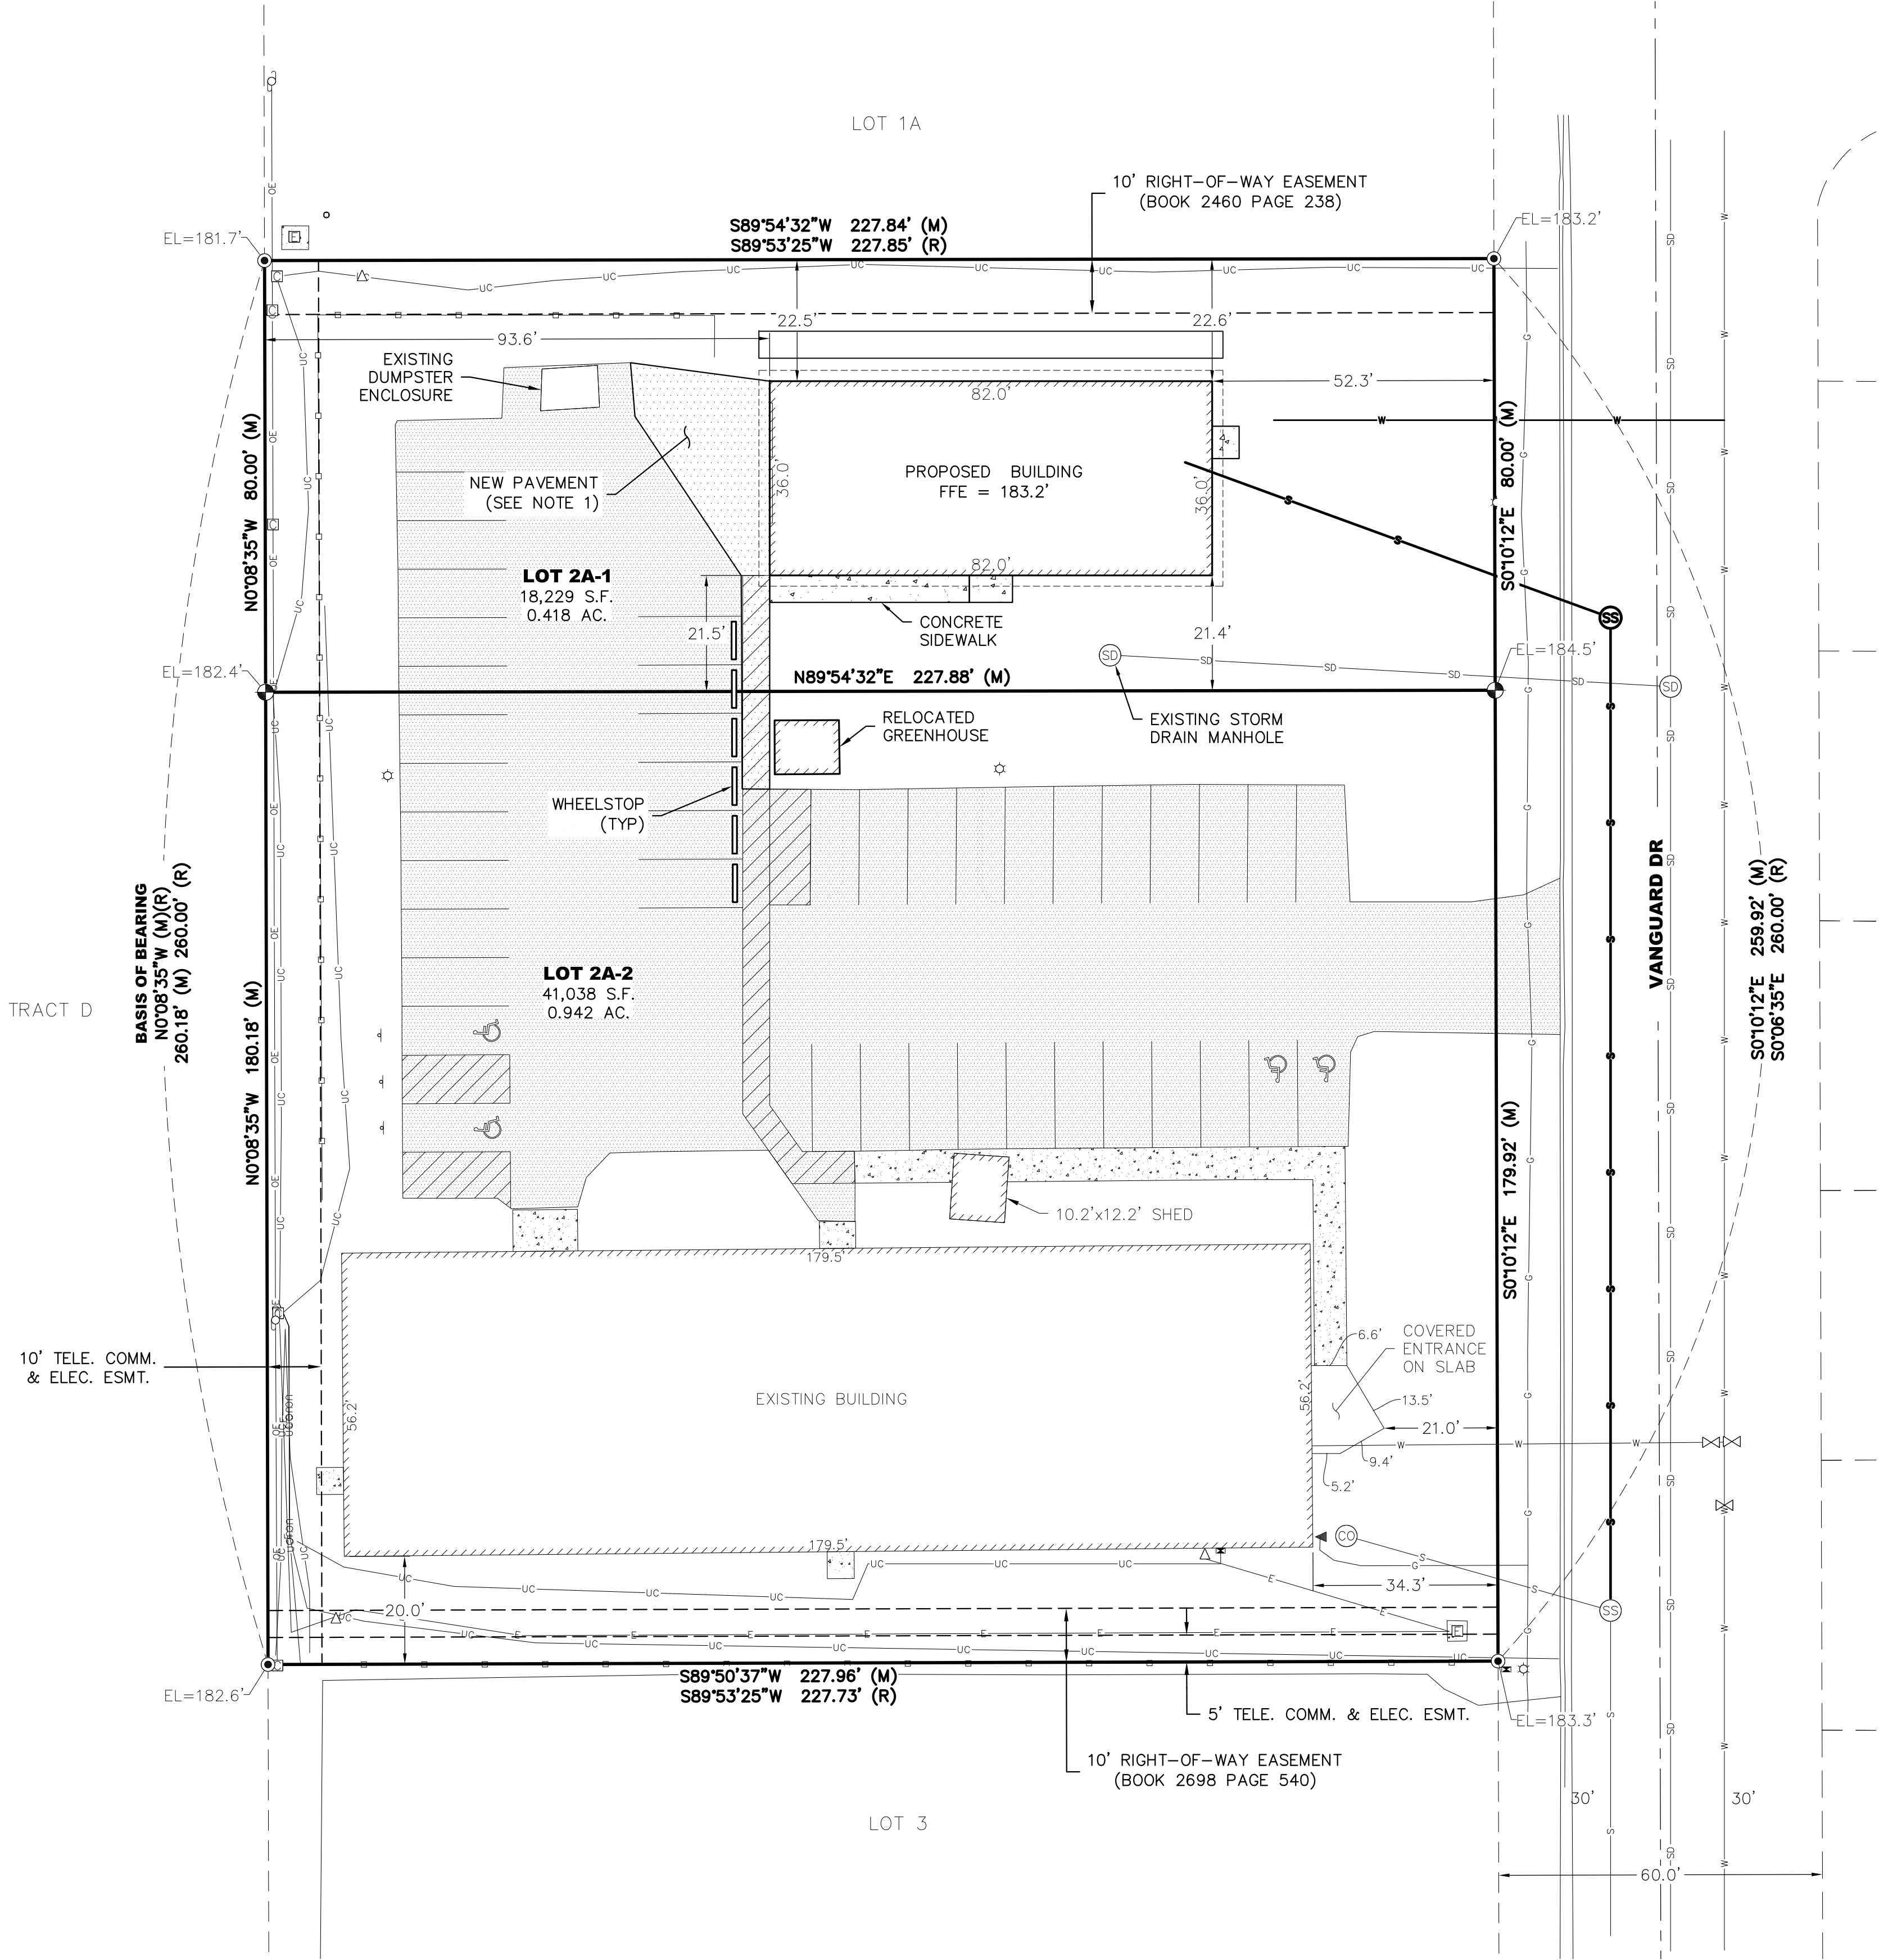 LOT 1A
10' RIGHT-OF-WAY EASEMENT
(BOOK 2460 PAGE 238)
S89°54'32"W 227.84' (M)
S89°53'25"W 227.85' (R)
EL=181.7'
EL=183.2'
22.5'
22.6'
93.6'
52.3'
EXISTING
DUMPSTER
ENCLOSURE
82.0'
N0°08'35"W 80.00' (M)
S0°10'12"E 80.00' (M)
NEW PAVEMENT
(SEE NOTE 1)
36.0'
PROPOSED BUILDING
FFE = 183.2'
36.0'
82.0'
LOT 2A-1
18,229 S.F.
0.418 AC.
CONCRETE
SIDEWALK
21.5'
21.4'
SS
SD
EL=182.4'
N89°54'32"E 227.88' (M)
EL=184.5'
SD
RELOCATED
GREENHOUSE
EXISTING STORM
DRAIN MANHOLE
WHEELSTOP
(TYP)
BASIS OF BEARING
N0°08'35"W (M)(R)
260.18' (M) 260.00' (R)
VANGUARD DR
S0°10'12"E 259.92' (M)
S0°06'35"E 260.00' (R)
LOT 2A-2
41,038 S.F.
0.942 AC.
TRACT D
N0°08'35"W 180.18' (M)
S0°10'12"E 179.92' (M)
10.2'x12.2' SHED
179.5'
10' TELE. COMM.
& ELEC. ESMT.
6.6'
COVERED
ENTRANCE
ON SLAB
EXISTING BUILDING
56.2'
56.2'
13.5'
21.0'
9.4'
5.2'
179.5'
CO
34.3'
20.0'
SS
S89°50'37"W 227.96' (M)
S89°53'25"W 227.73' (R)
EL=182.6'
5' TELE. COMM. & ELEC. ESMT.
EL=183.3'
10' RIGHT-OF-WAY EASEMENT
(BOOK 2698 PAGE 540)
30'
30'
LOT 3
60.0'